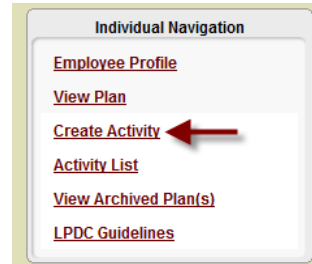 Individual Navigation
Employee Profile
View Plan
Create Activity
Activity List
View Archived Plan(s)
LPDC Guidelines